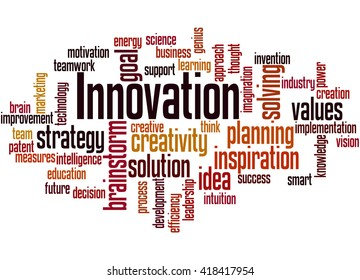 energy
science
genius
motivation
business
approach
thought
teamwork
goal
support
learning
invention
marketing
technology
Innovation
imagination
solving
industry
power
creation
brain
improvement
values
team
strategy
brainstorm
creative
think
planning
implementation
patent
creativity
vision
measures
intelligence
solution
inspiration
knowledge
education
idea
success
smart
future
decision
process
development
efficiency
leadership
intuition
shutterstock.com · 418417954